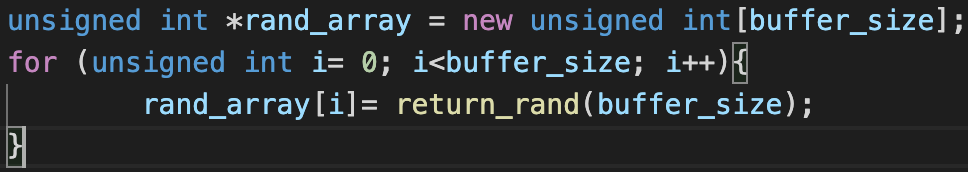 unsigned int *rand_array = new unsigned int[buffer_size];
for (unsigned int i= 0; i<buffer_size; i++){
        rand_array[i]= return_rand(buffer_size);
}